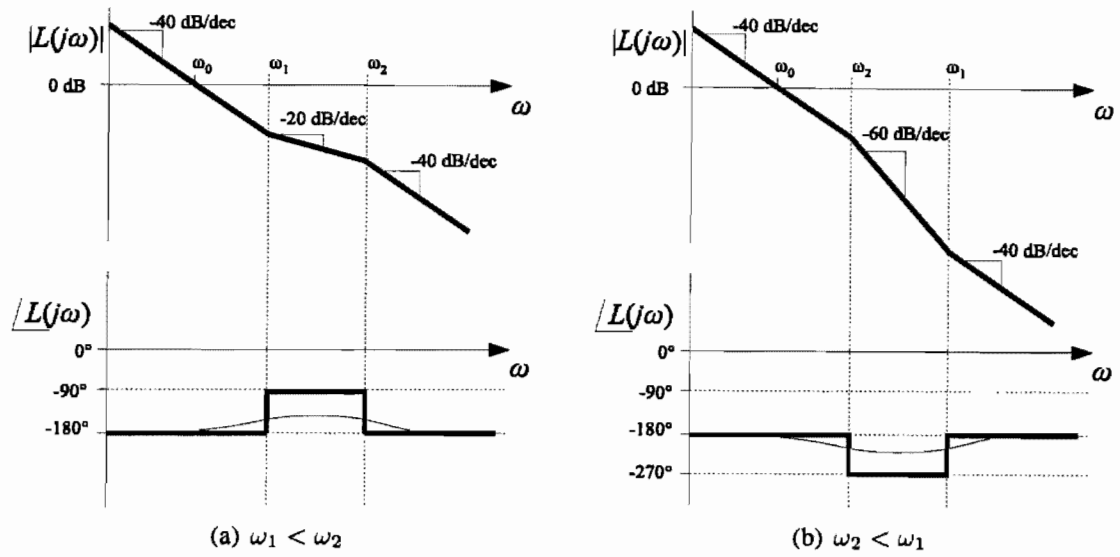 -40 dB/dec
|L(jω)|
ω₀
ω₁
ω₂
0 dB
ω
-20 dB/dec
-40 dB/dec
∠L(jω)
0°
ω
-90°
-180°
(a) ω₁ < ω₂
-40 dB/dec
|L(jω)|
ω₀
ω₂
ω₁
0 dB
ω
-60 dB/dec
-40 dB/dec
∠L(jω)
0°
ω
-90°
-180°
-270°
(b) ω₂ < ω₁